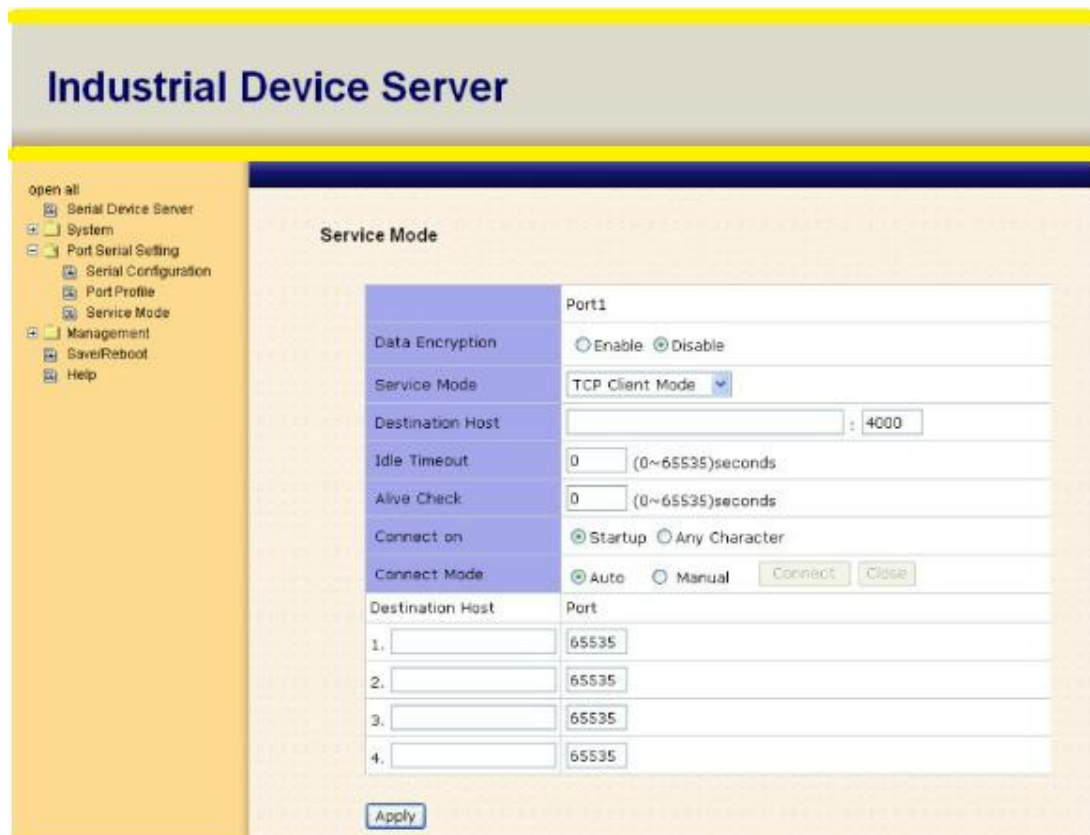 Industrial Device Server
open all
Serial Device Server
System
Port Serial Setting
Serial Configuration
Port Profile
Service Mode
Management
Save/Reboot
Help
Service Mode
Port1
Data Encryption Enable Disable
Service Mode TCP Client Mode
Destination Host : 4000
Idle Timeout 0 (0~65535)seconds
Alive Check 0 (0~65535)seconds
Connect on Startup Any Character
Connect Mode Auto Manual Connect Close
Destination Host Port
1. 65535
2. 65535
3. 65535
4. 65535
Apply